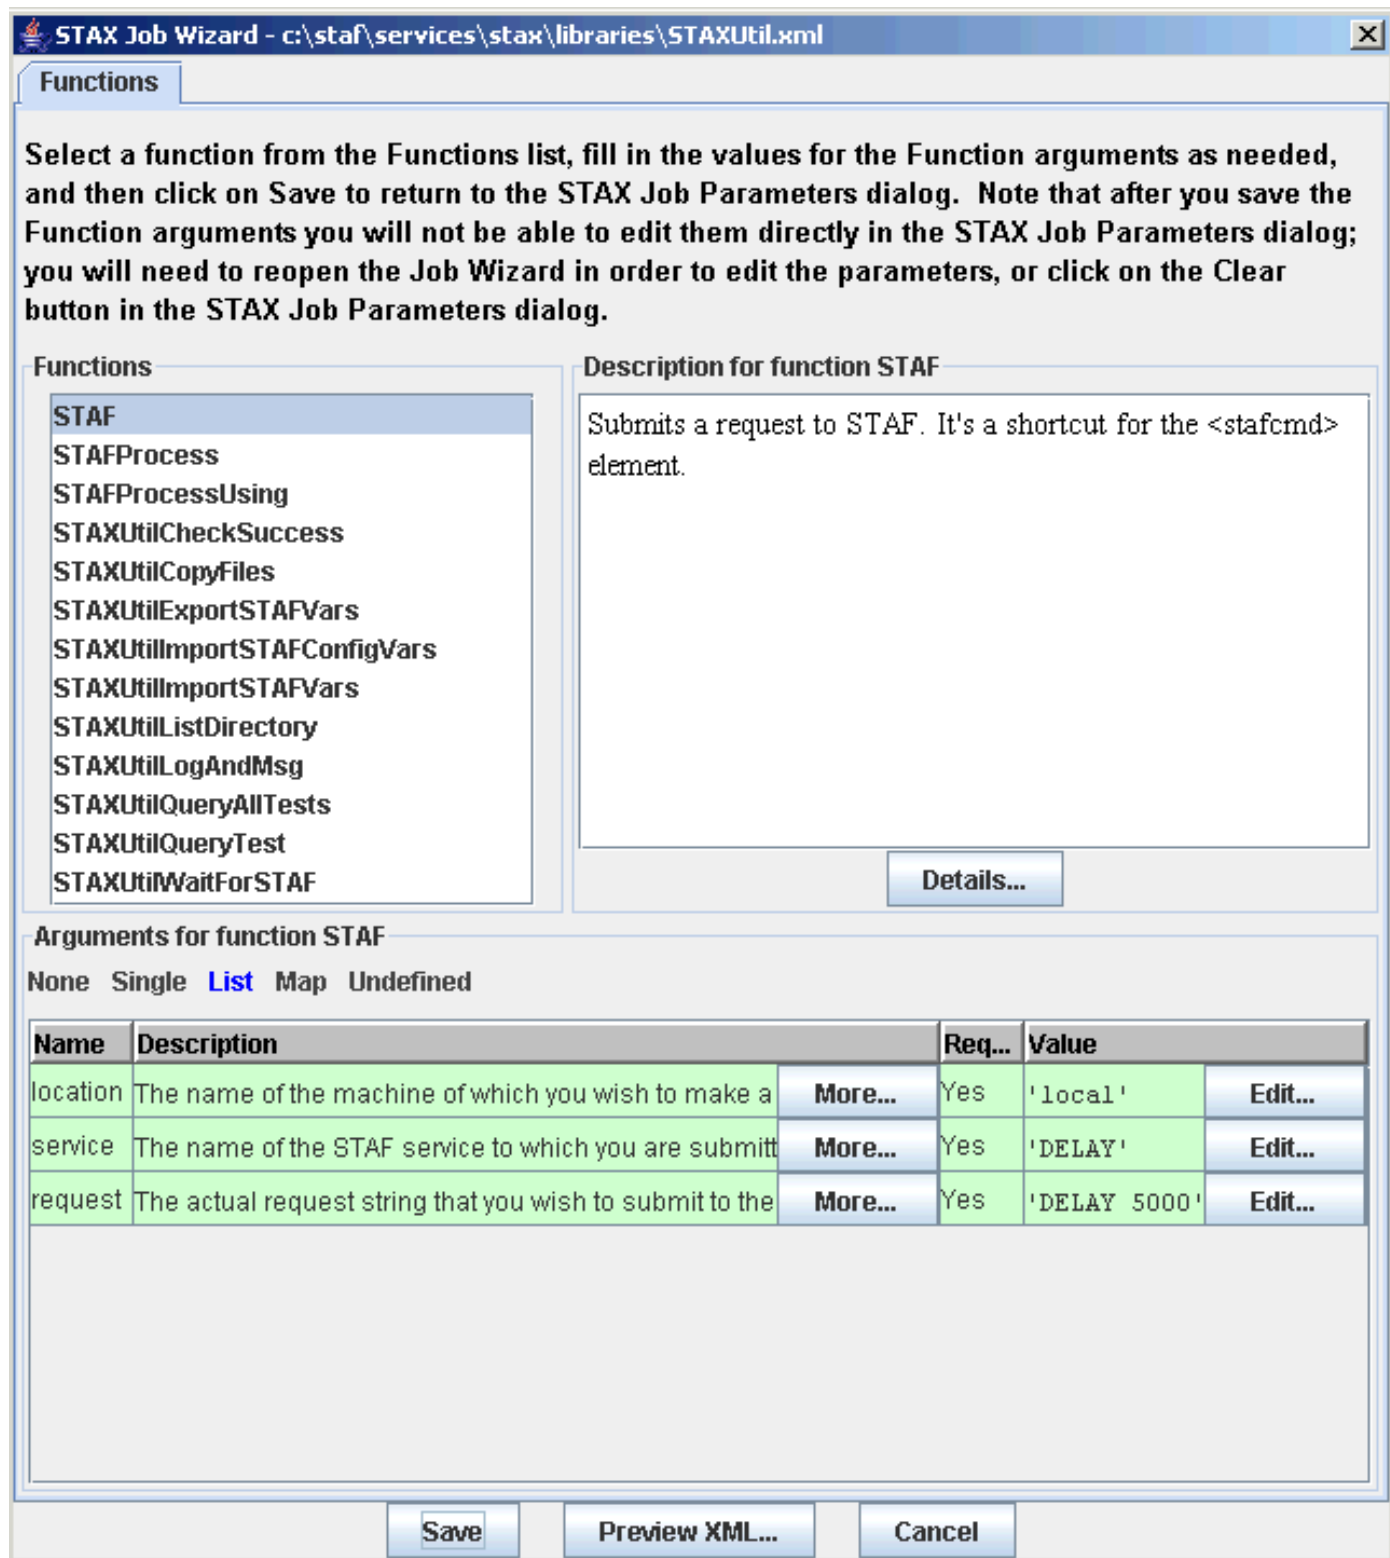 STAX Job Wizard - c:\staf\services\stax\libraries\STAXUtil.xml
Functions
Select a function from the Functions list, fill in the values for the Function arguments as needed,
and then click on Save to return to the STAX Job Parameters dialog.  Note that after you save the
Function arguments you will not be able to edit them directly in the STAX Job Parameters dialog;
you will need to reopen the Job Wizard in order to edit the parameters, or click on the Clear
button in the STAX Job Parameters dialog.
Functions
STAF
STAFProcess
STAFProcessUsing
STAXUtilCheckSuccess
STAXUtilCopyFiles
STAXUtilExportSTAFVars
STAXUtilImportSTAFConfigVars
STAXUtilImportSTAFVars
STAXUtilListDirectory
STAXUtilLogAndMsg
STAXUtilQueryAllTests
STAXUtilQueryTest
STAXUtilWaitForSTAF
Description for function STAF
Submits a request to STAF. It's a shortcut for the <stafcmd>
element.
Details...
Arguments for function STAF
None Single List Map Undefined
Name Description Req... Value
location The name of the machine of which you wish to make a More... Yes 'local' Edit...
service The name of the STAF service to which you are submitt More... Yes 'DELAY' Edit...
request The actual request string that you wish to submit to the More... Yes 'DELAY 5000' Edit...
Save Preview XML... Cancel